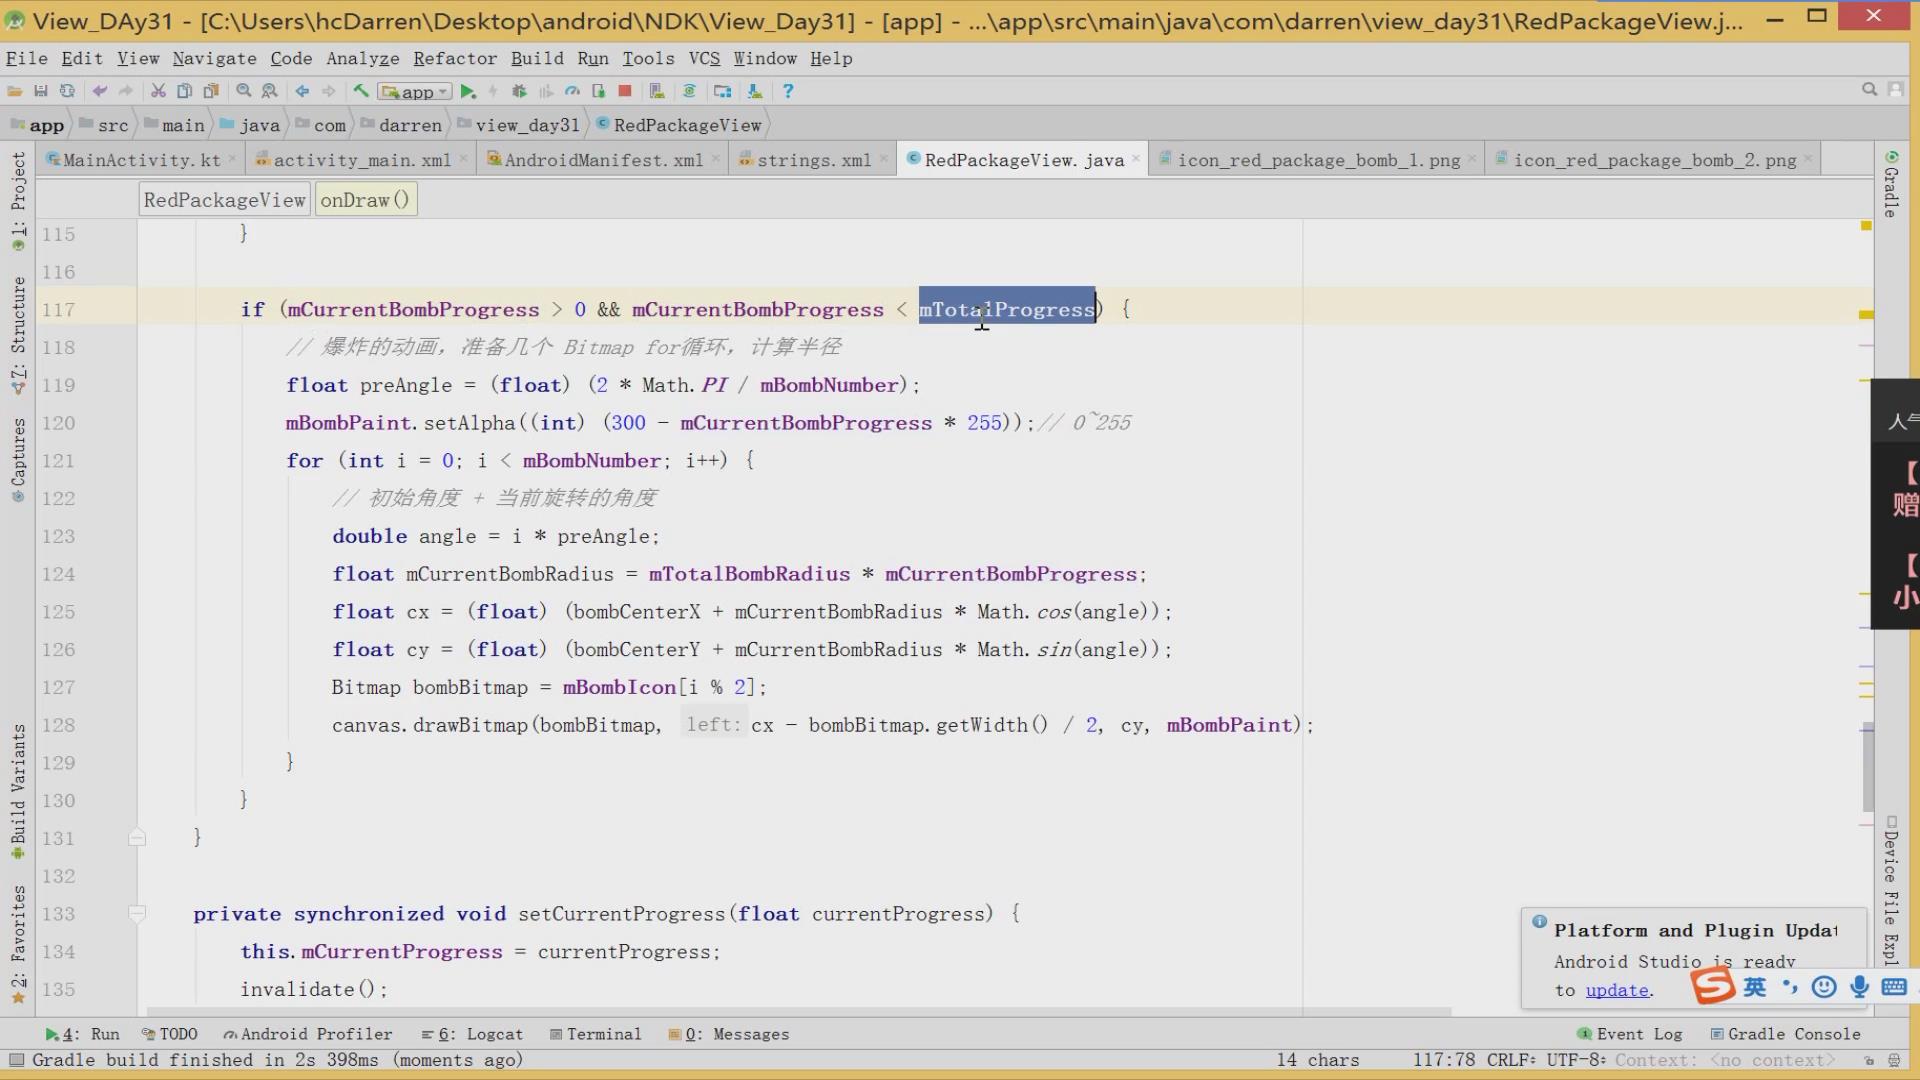 View_DAy31 - [C:\Users\hcDarren\Desktop\android\NDK\View_Day31] - [app] - ...\app\src\main\java\com\darren\view_day31\RedPackageView.j...
File Edit View Navigate Code Analyze Refactor Build Run Tools VCS Window Help
app
app src main java com darren view_day31 RedPackageView
MainActivity.kt activity_main.xml AndroidManifest.xml strings.xml RedPackageView.java icon_red_package_bomb_1.png icon_red_package_bomb_2.png
RedPackageView onDraw()
1: Project
7: Structure
Captures
Build Variants
2: Favorites
Gradle
Device File Expl
115 }
116
117 if (mCurrentBombProgress > 0 && mCurrentBombProgress < mTotalProgress) {
118 // 爆炸的动画，准备几个 Bitmap for循环，计算半径
119 float preAngle = (float) (2 * Math.PI / mBombNumber);
120 mBombPaint.setAlpha((int) (300 - mCurrentBombProgress * 255));// 0~255
121 for (int i = 0; i < mBombNumber; i++) {
122 // 初始角度 + 当前旋转的角度
123 double angle = i * preAngle;
124 float mCurrentBombRadius = mTotalBombRadius * mCurrentBombProgress;
125 float cx = (float) (bombCenterX + mCurrentBombRadius * Math.cos(angle));
126 float cy = (float) (bombCenterY + mCurrentBombRadius * Math.sin(angle));
127 Bitmap bombBitmap = mBombIcon[i % 2];
128 canvas.drawBitmap(bombBitmap, left: cx - bombBitmap.getWidth() / 2, cy, mBombPaint);
129 }
130 }
131 }
132
133 private synchronized void setCurrentProgress(float currentProgress) {
134 this.mCurrentProgress = currentProgress;
135 invalidate();
人气
【
赠
【
小
Platform and Plugin Updat
Android Studio is ready
to update.
英
4: Run TODO Android Profiler 6: Logcat Terminal 0: Messages Event Log Gradle Console
Gradle build finished in 2s 398ms (moments ago) 14 chars 117:78 CRLF UTF-8 Context: <no context>